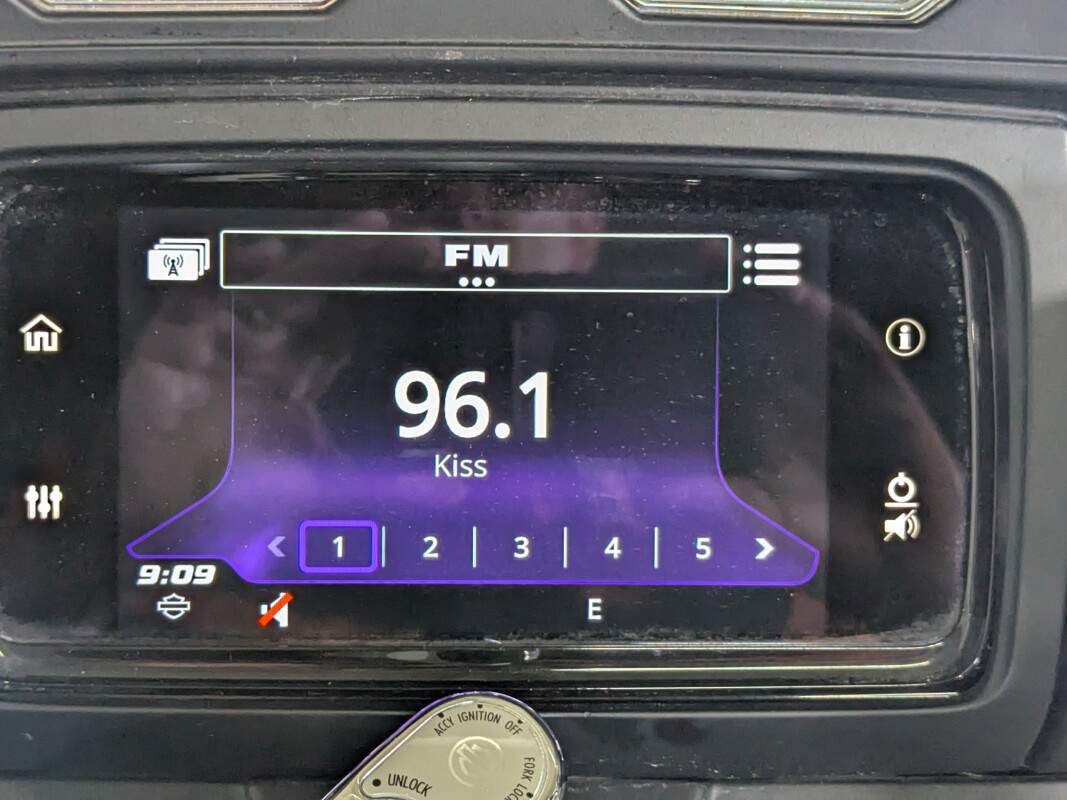 FM
96.1
Kiss
1 2 3 4 5
9:09
E
ACCY IGNITION OFF
FORK LOCK
UNLOCK